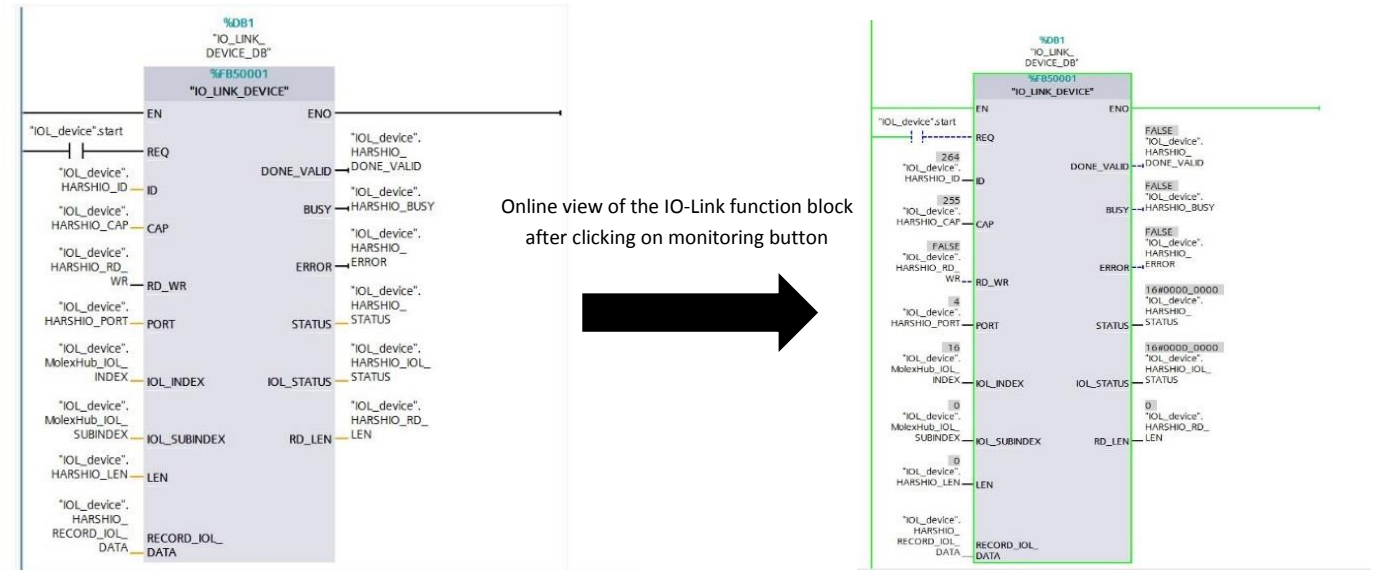 %DB1
"IO_LINK_
DEVICE_DB"
%FB50001
"IO_LINK_DEVICE"
EN
ENO
"IOL_device".start
REQ
"IOL_device".
HARSHIO_
DONE_VALID
DONE_VALID
"IOL_device".
HARSHIO_ID
ID
"IOL_device".
HARSHIO_BUSY
BUSY
"IOL_device".
HARSHIO_CAP
CAP
"IOL_device".
HARSHIO_
ERROR
ERROR
"IOL_device".
HARSHIO_RD_
WR
RD_WR
"IOL_device".
HARSHIO_
STATUS
STATUS
"IOL_device".
HARSHIO_PORT
PORT
"IOL_device".
MolexHub_IOL_
INDEX
IOL_INDEX
IOL_STATUS
"IOL_device".
HARSHIO_IOL_
STATUS
"IOL_device".
MolexHub_IOL_
SUBINDEX
IOL_SUBINDEX
RD_LEN
"IOL_device".
HARSHIO_RD_
LEN
"IOL_device".
HARSHIO_LEN
LEN
"IOL_device".
HARSHIO_
RECORD_IOL_
DATA
RECORD_IOL_
DATA
Online view of the IO-Link function block
after clicking on monitoring button
%DB1
"IO_LINK_
DEVICE_DB"
%FB50001
"IO_LINK_DEVICE"
EN
ENO
"IOL_device".start
REQ
FALSE
"IOL_device".
HARSHIO_
DONE_VALID
DONE_VALID
264
"IOL_device".
HARSHIO_ID
ID
FALSE
"IOL_device".
HARSHIO_BUSY
BUSY
255
"IOL_device".
HARSHIO_CAP
CAP
FALSE
"IOL_device".
HARSHIO_
ERROR
ERROR
FALSE
"IOL_device".
HARSHIO_RD_
WR
RD_WR
16#0000_0000
"IOL_device".
HARSHIO_
STATUS
STATUS
4
"IOL_device".
HARSHIO_PORT
PORT
16
"IOL_device".
MolexHub_IOL_
INDEX
IOL_INDEX
IOL_STATUS
16#0000_0000
"IOL_device".
HARSHIO_IOL_
STATUS
0
"IOL_device".
MolexHub_IOL_
SUBINDEX
IOL_SUBINDEX
RD_LEN
0
"IOL_device".
HARSHIO_RD_
LEN
0
"IOL_device".
HARSHIO_LEN
LEN
"IOL_device".
HARSHIO_
RECORD_IOL_
DATA
RECORD_IOL_
DATA